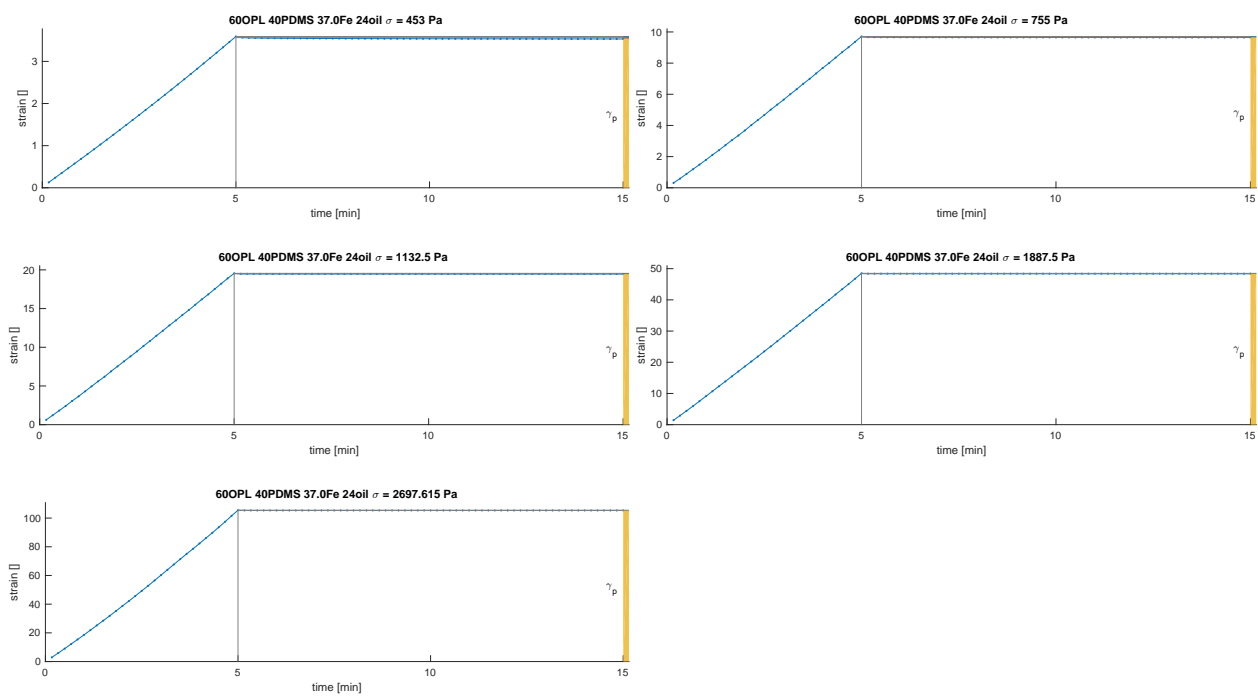 60OPL 40PDMS 37.0Fe 24oil σ = 453 Pa
strain []
3
2
1
0
γp
0 5 10 15
time [min]
60OPL 40PDMS 37.0Fe 24oil σ = 755 Pa
strain []
10
8
6
4
2
0
γp
0 5 10 15
time [min]
60OPL 40PDMS 37.0Fe 24oil σ = 1132.5 Pa
strain []
20
15
10
5
0
γp
0 5 10 15
time [min]
60OPL 40PDMS 37.0Fe 24oil σ = 1887.5 Pa
strain []
50
40
30
20
10
0
γp
0 5 10 15
time [min]
60OPL 40PDMS 37.0Fe 24oil σ = 2697.615 Pa
strain []
100
80
60
40
20
0
γp
0 5 10 15
time [min]